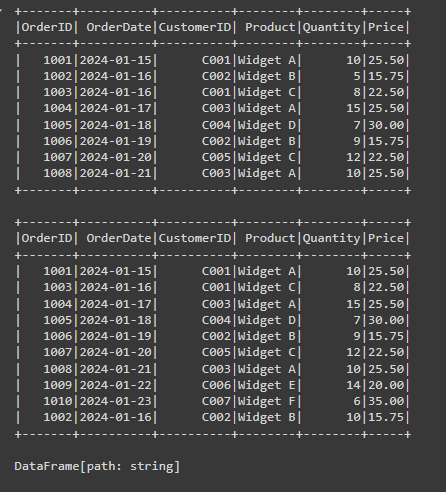 +-------+----------+----------+--------+--------+-----+
|OrderID| OrderDate|CustomerID| Product|Quantity|Price|
+-------+----------+----------+--------+--------+-----+
|   1001|2024-01-15|      C001|Widget A|      10|25.50|
|   1002|2024-01-16|      C002|Widget B|       5|15.75|
|   1003|2024-01-16|      C001|Widget C|       8|22.50|
|   1004|2024-01-17|      C003|Widget A|      15|25.50|
|   1005|2024-01-18|      C004|Widget D|       7|30.00|
|   1006|2024-01-19|      C002|Widget B|       9|15.75|
|   1007|2024-01-20|      C005|Widget C|      12|22.50|
|   1008|2024-01-21|      C003|Widget A|      10|25.50|
+-------+----------+----------+--------+--------+-----+
+-------+----------+----------+--------+--------+-----+
|OrderID| OrderDate|CustomerID| Product|Quantity|Price|
+-------+----------+----------+--------+--------+-----+
|   1001|2024-01-15|      C001|Widget A|      10|25.50|
|   1003|2024-01-16|      C001|Widget C|       8|22.50|
|   1004|2024-01-17|      C003|Widget A|      15|25.50|
|   1005|2024-01-18|      C004|Widget D|       7|30.00|
|   1006|2024-01-19|      C002|Widget B|       9|15.75|
|   1007|2024-01-20|      C005|Widget C|      12|22.50|
|   1008|2024-01-21|      C003|Widget A|      10|25.50|
|   1009|2024-01-22|      C006|Widget E|      14|20.00|
|   1010|2024-01-23|      C007|Widget F|       6|35.00|
|   1002|2024-01-16|      C002|Widget B|      10|15.75|
+-------+----------+----------+--------+--------+-----+
DataFrame[path: string]